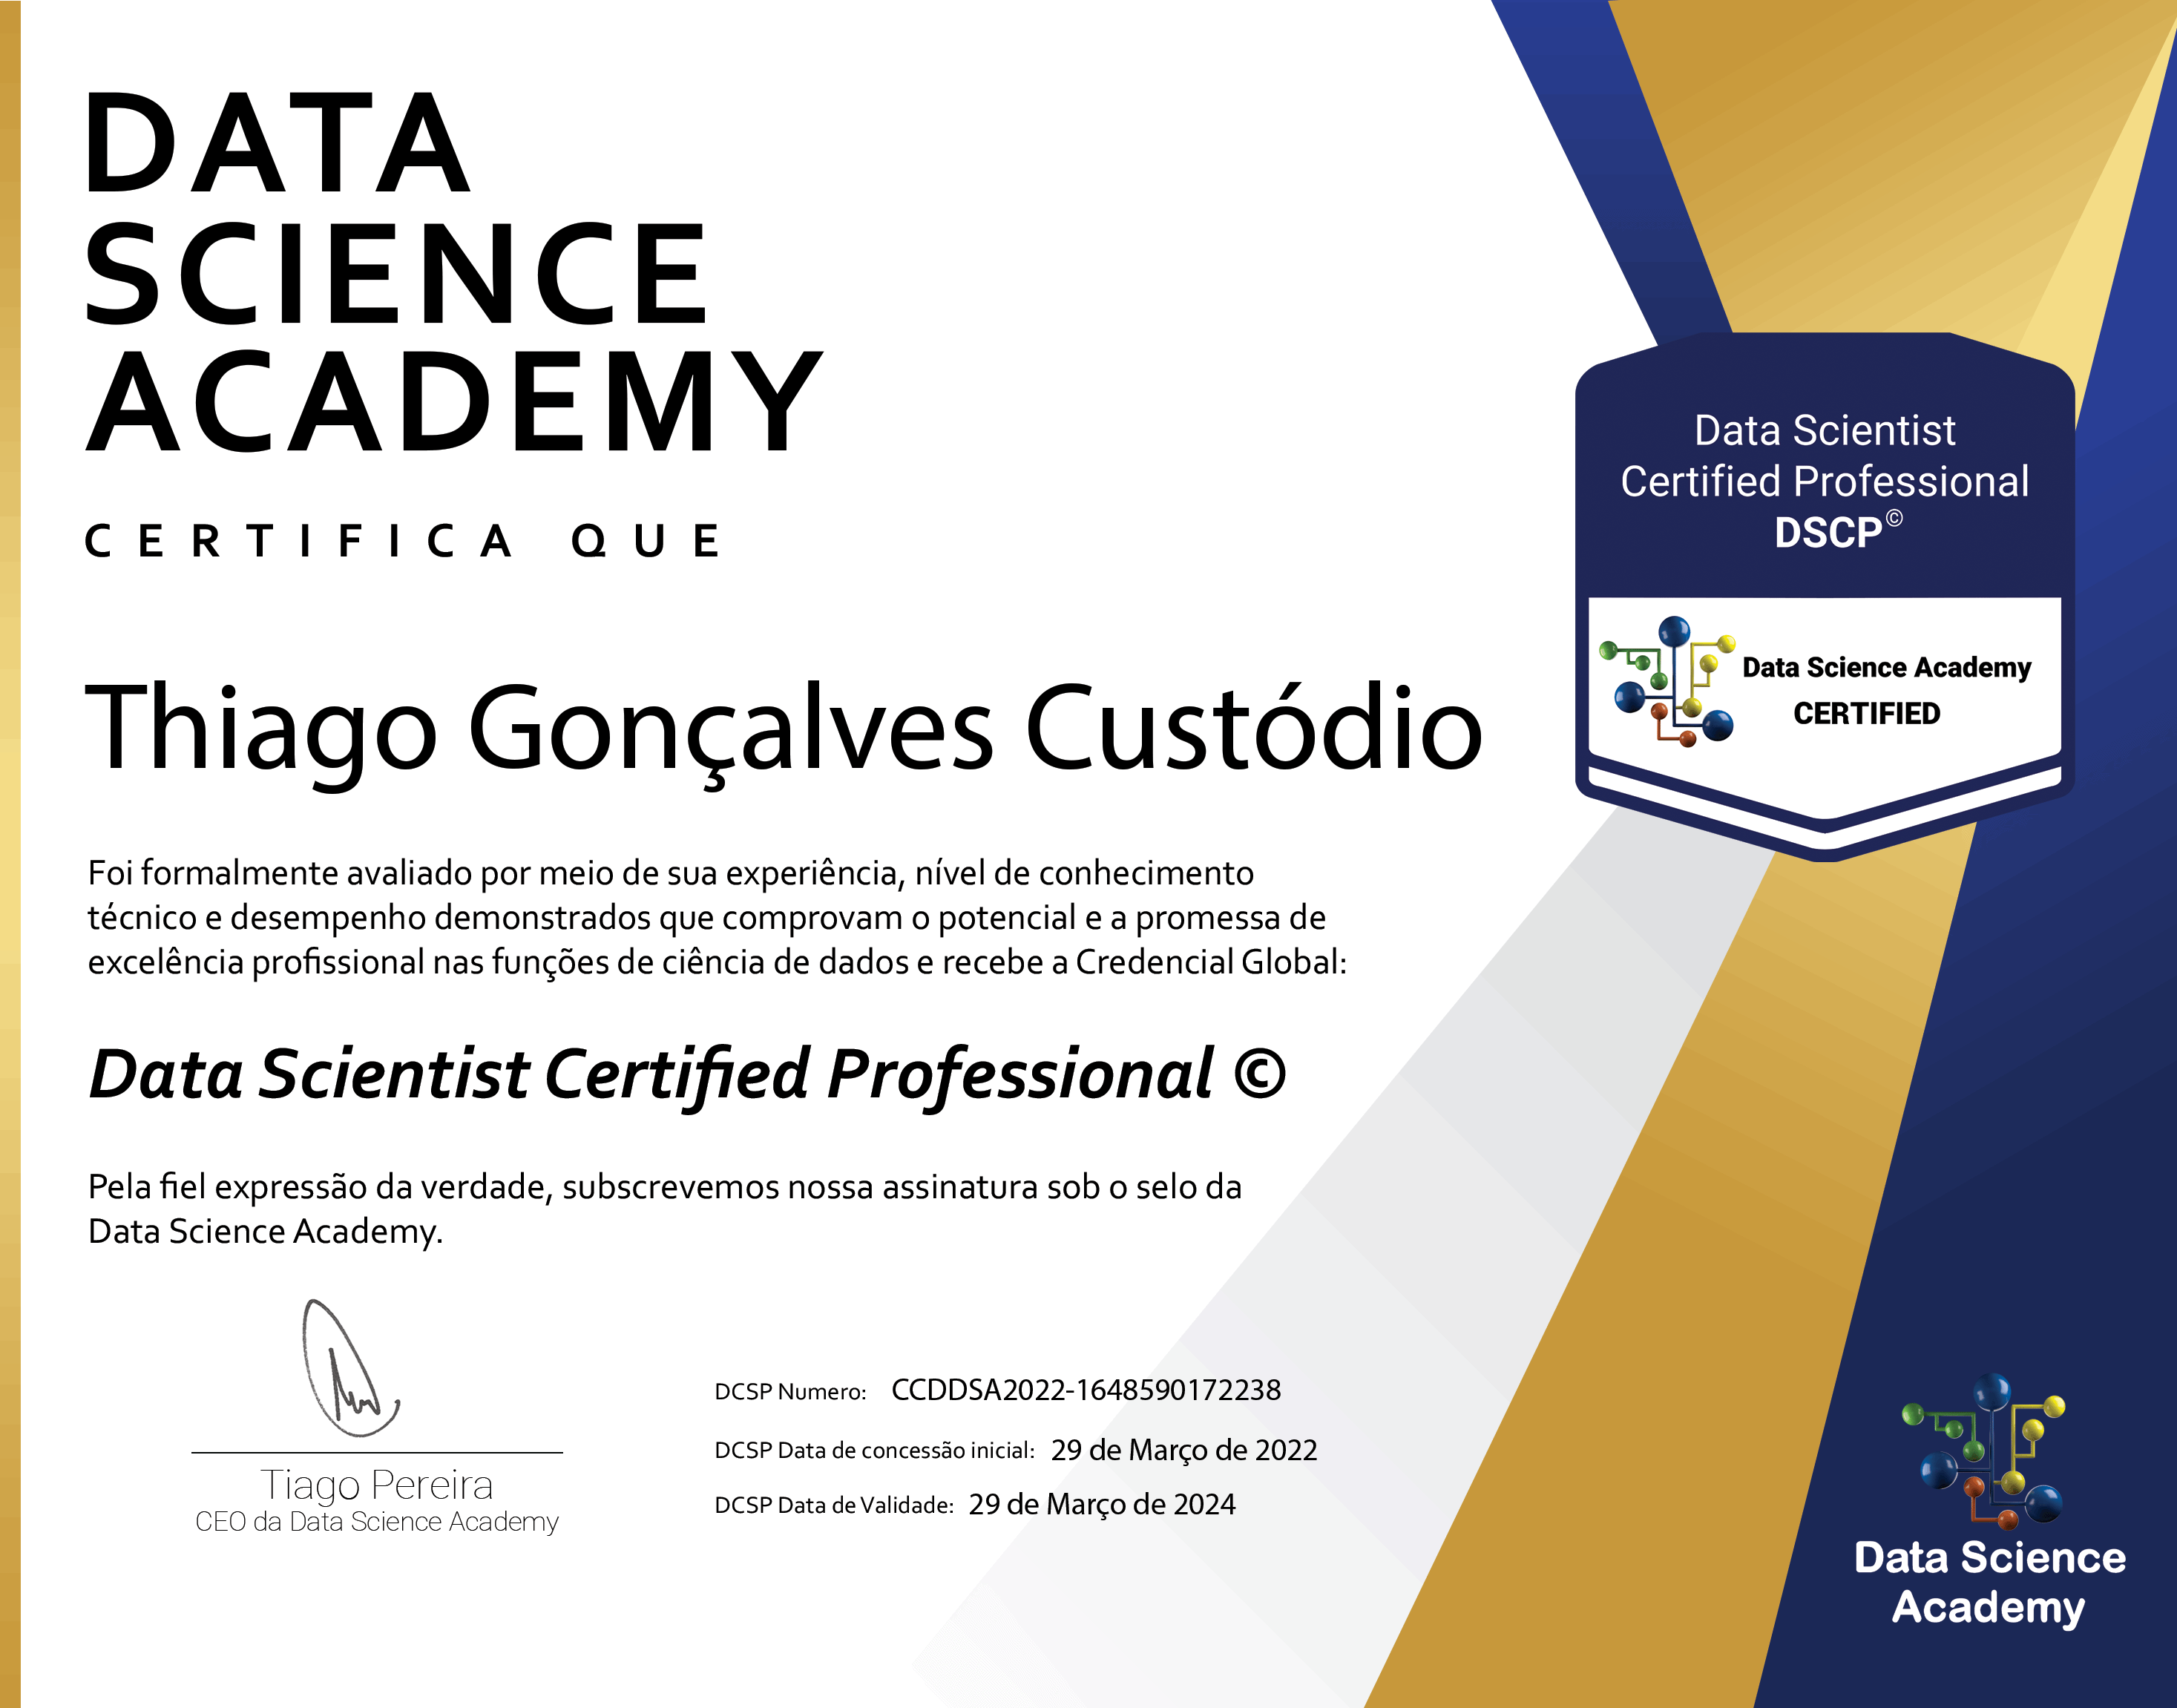 DATA
SCIENCE
ACADEMY
CERTIFICA QUE
Thiago Gonçalves Custódio
Foi formalmente avaliado por meio de sua experiência, nível de conhecimento
técnico e desempenho demonstrados que comprovam o potencial e a promessa de
excelência profissional nas funções de ciência de dados e recebe a Credencial Global:
Data Scientist Certified Professional ©
Pela fiel expressão da verdade, subscrevemos nossa assinatura sob o selo da
Data Science Academy.
Tiago Pereira
CEO da Data Science Academy
DCSP Numero: CCDDSA2022-1648590172238
DCSP Data de concessão inicial: 29 de Março de 2022
DCSP Data de Validade: 29 de Março de 2024
Data Scientist
Certified Professional
DSCP©
Data Science Academy
CERTIFIED
Data Science
Academy